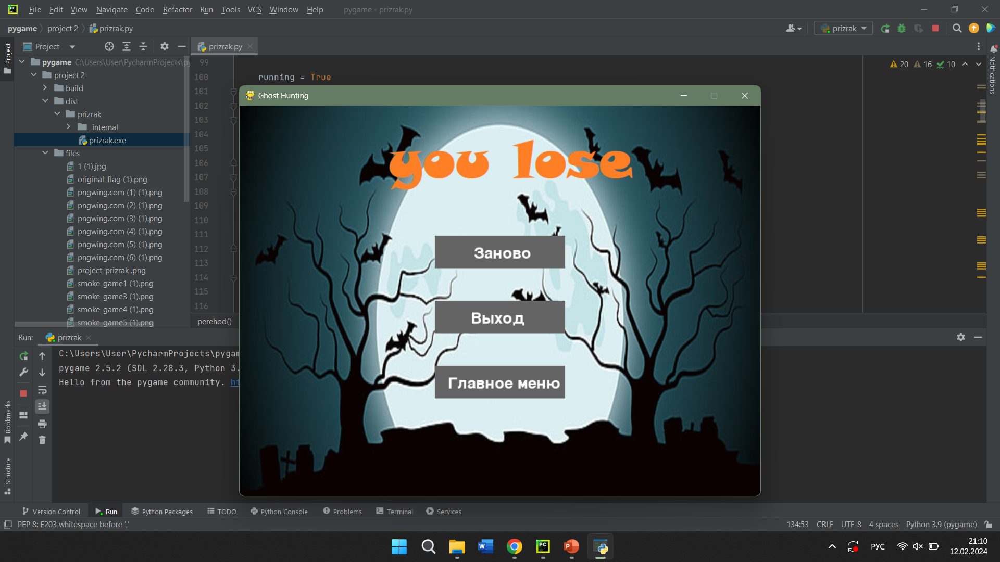 PC File Edit View Navigate Code Refactor Run Tools VCS Window Help pygame - prizrak.py
pygame project 2 prizrak.py prizrak
Project
Project prizrak.py
pygame C:\Users\User\PycharmProjects\py
project 2
build
dist
prizrak
_internal
prizrak.exe
files
1 (1).jpg
original_flag (1).png
pngwing.com (1) (1).png
pngwing.com (2) (1).png
pngwing.com (3) (1).png
pngwing.com (4) (1).png
pngwing.com (5) (1).png
pngwing.com (6) (1).png
project_prizrak .png
smoke_game1 (1).png
smoke_game3 (1).png
smoke_game4 (1).png
smoke_game5 (1).png
99
100 running = True
101
102
103
104
105
106
107
108
109
110
111
112
113
114
115
116
perehod()
20 16 10
Notifications
Ghost Hunting
you lose
Заново
Выход
Главное меню
Run: prizrak
C:\Users\User\PycharmProjects\pygam
pygame 2.5.2 (SDL 2.28.3, Python 3.
Hello from the pygame community. ht
Bookmarks
Structure
Version Control Run Python Packages TODO Python Console Problems Terminal Services
PEP 8: E203 whitespace before ',' 134:53 CRLF UTF-8 4 spaces Python 3.9 (pygame)
РУС 21:10
12.02.2024